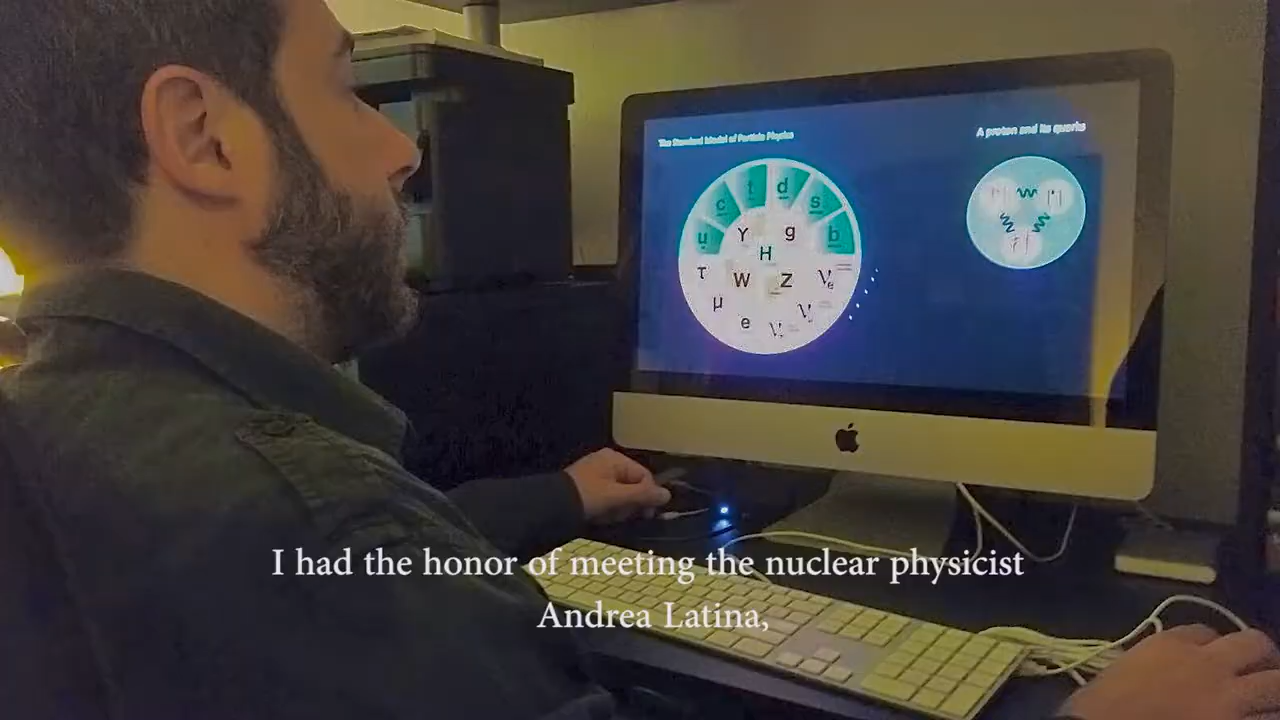 The Standard Model of Particle Physics
A proton and its quarks
c t d s
u γ g b
H
τ W Z νe
μ
e ν ν
I had the honor of meeting the nuclear physicist
Andrea Latina,